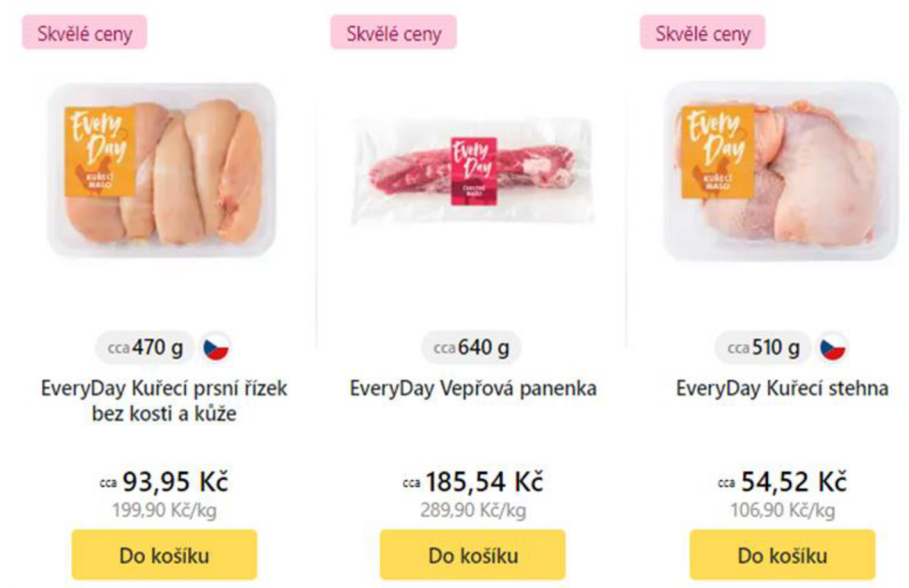 Skvělé ceny
Skvělé ceny
Skvělé ceny
Every
Day
KUŘECÍ
MASO
Every
Day
Every
Day
KUŘECÍ
MASO
cca 470 g
cca 640 g
cca 510 g
EveryDay Kuřecí prsní řízek
bez kosti a kůže
EveryDay Vepřová panenka
EveryDay Kuřecí stehna
cca 93,95 Kč
199,90 Kč/kg
cca 185,54 Kč
289,90 Kč/kg
cca 54,52 Kč
106,90 Kč/kg
Do košíku
Do košíku
Do košíku